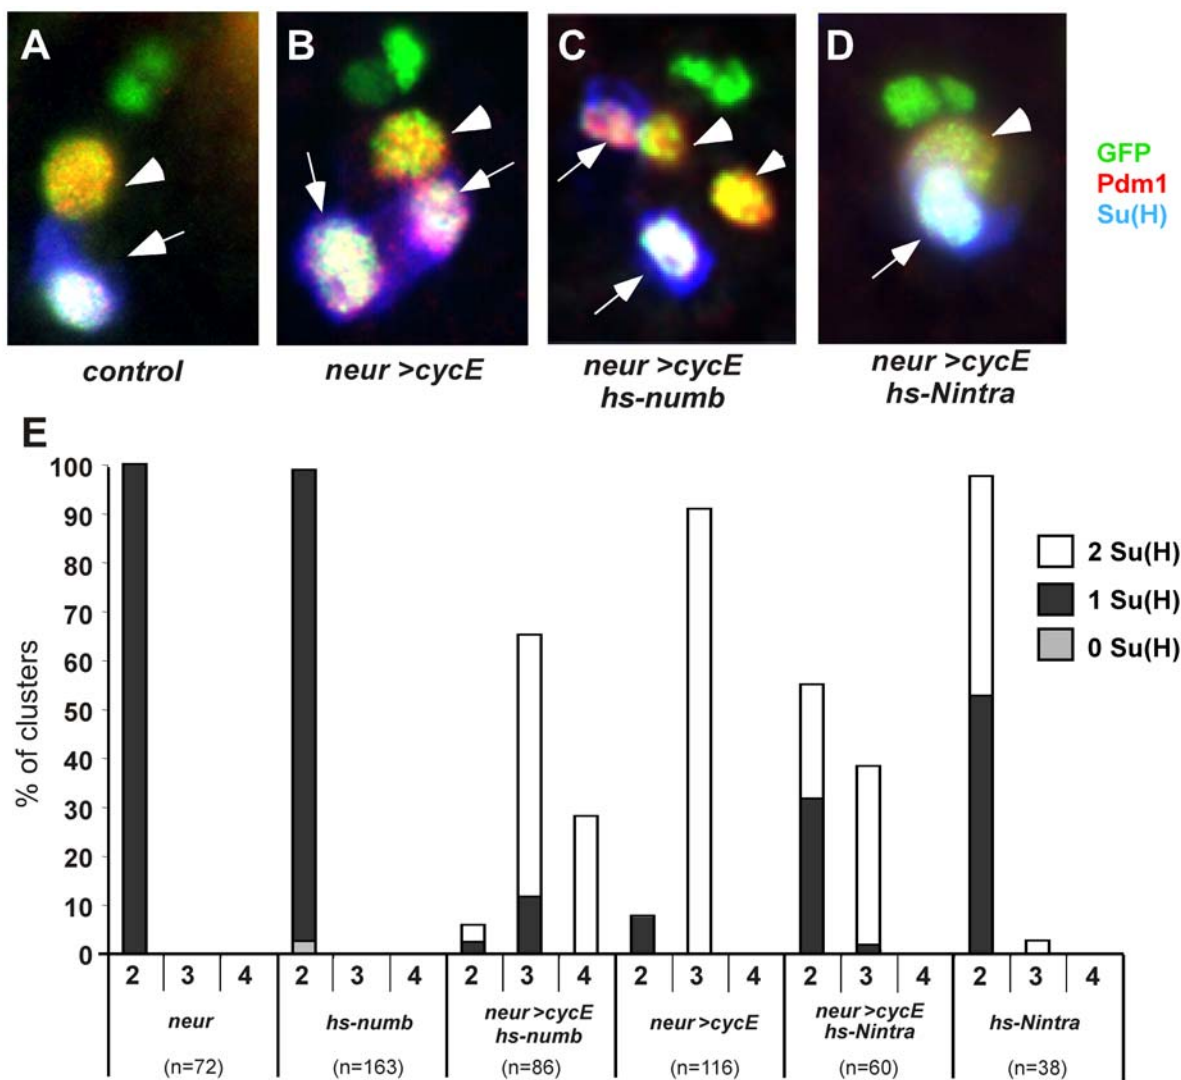 A
B
C
D
GFP
Pdm1
Su(H)
control
neur >cycE
neur >cycE
hs-numb
neur >cycE
hs-Nintra
E
% of clusters
100
90
80
70
60
50
40
30
20
10
0
2 Su(H)
1 Su(H)
0 Su(H)
2 3 4 2 3 4 2 3 4 2 3 4 2 3 4 2 3 4
neur
(n=72)
hs-numb
(n=163)
neur >cycE
hs-numb
(n=86)
neur >cycE
(n=116)
neur >cycE
hs-Nintra
(n=60)
hs-Nintra
(n=38)